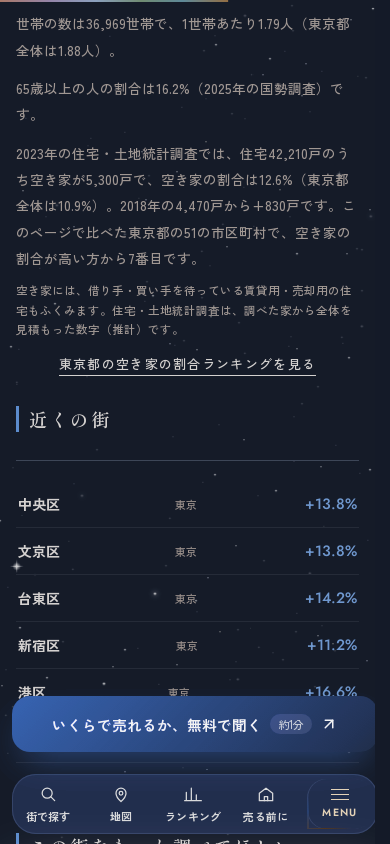 世帯の数は36,969世帯で、1世帯あたり1.79人（東京都
全体は1.88人）。
65歳以上の人の割合は16.2%（2025年の国勢調査）で
す。
2023年の住宅・土地統計調査では、住宅42,210戸のう
ち空き家が5,300戸で、空き家の割合は12.6%（東京都
全体は10.9%）。2018年の4,470戸から+830戸です。こ
のページで比べた東京都の51の市区町村で、空き家の
割合が高い方から7番目です。
空き家には、借り手・買い手を待っている賃貸用・売却用の住
宅もふくみます。住宅・土地統計調査は、調べた家から全体を
見積もった数字（推計）です。
東京都の空き家の割合ランキングを見る
近くの街
中央区 東京 +13.8%
文京区 東京 +13.8%
台東区 東京 +14.2%
新宿区 東京 +11.2%
港区 東京 +16.6%
いくらで売れるか、無料で聞く 約1分
街で探す 地図 ランキング 売る前に MENU